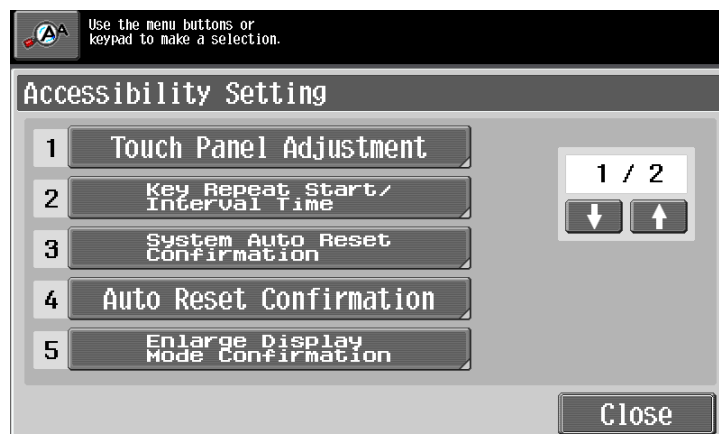 Use the menu buttons or
keypad to make a selection.
Accessibility Setting
1 Touch Panel Adjustment
2 Key Repeat Start/
Interval Time
3 System Auto Reset
Confirmation
4 Auto Reset Confirmation
5 Enlarge Display
Mode Confirmation
1 / 2
Close